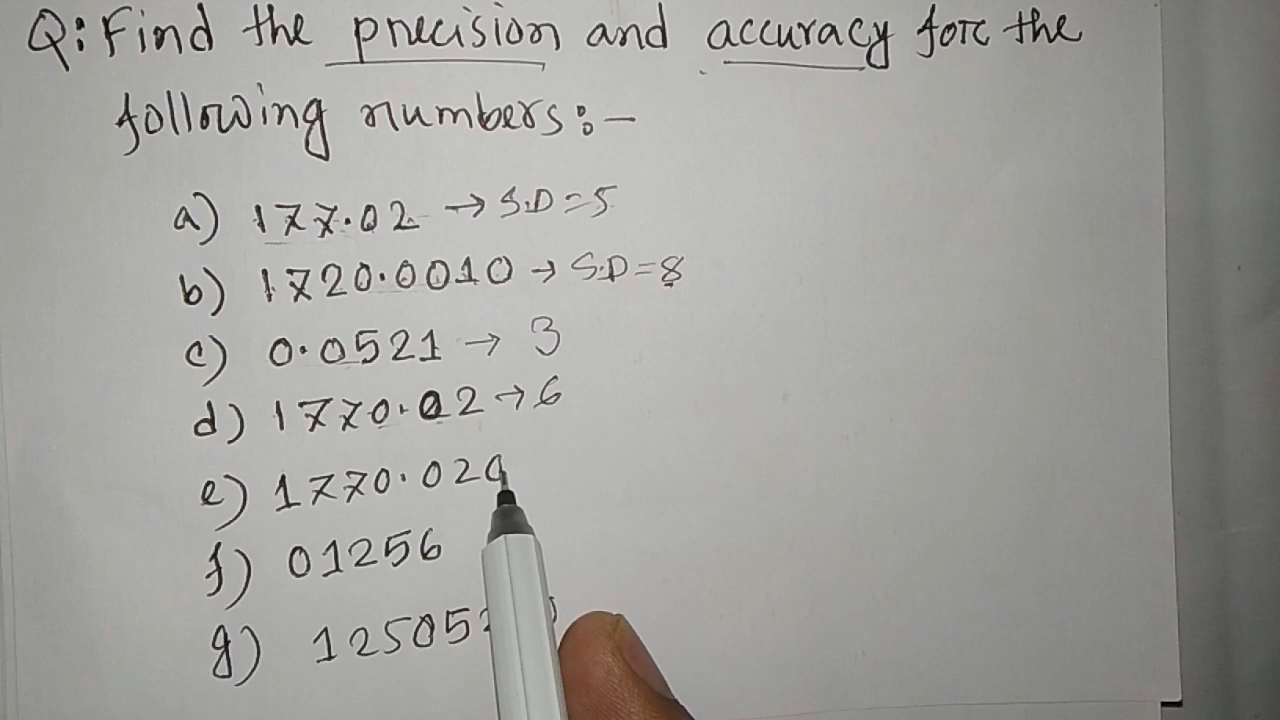 Q: Find the precision and accuracy for the
following numbers:-
a) 177.02 → S.D = 5
b) 1720.0010 → S.D = 8
c) 0.0521 → 3
d) 1770.02 → 6
e) 1770.020
f) 01256
g)